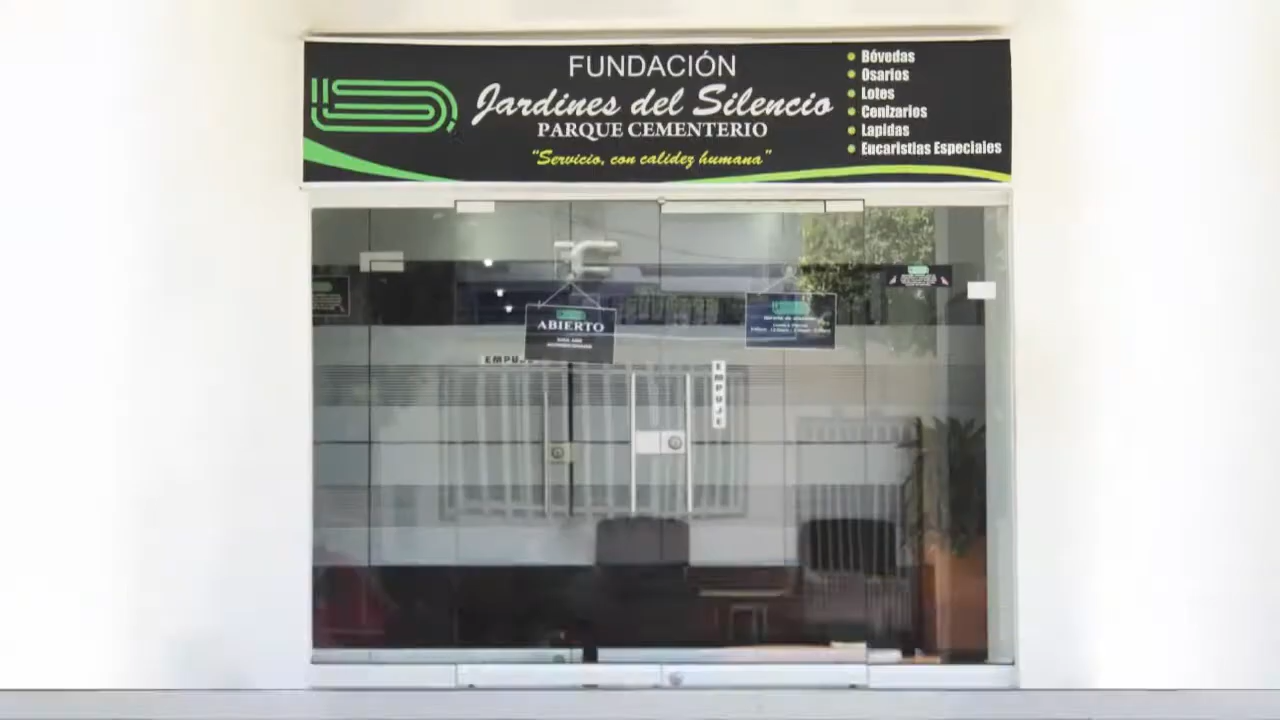 FUNDACIÓN
Jardines del Silencio
PARQUE CEMENTERIO
"Servicio, con calidez humana"
Bóvedas
Osarios
Lotes
Cenizarios
Lapidas
Eucaristias Especiales
ABIERTO
EMPUJE
EMPUJE